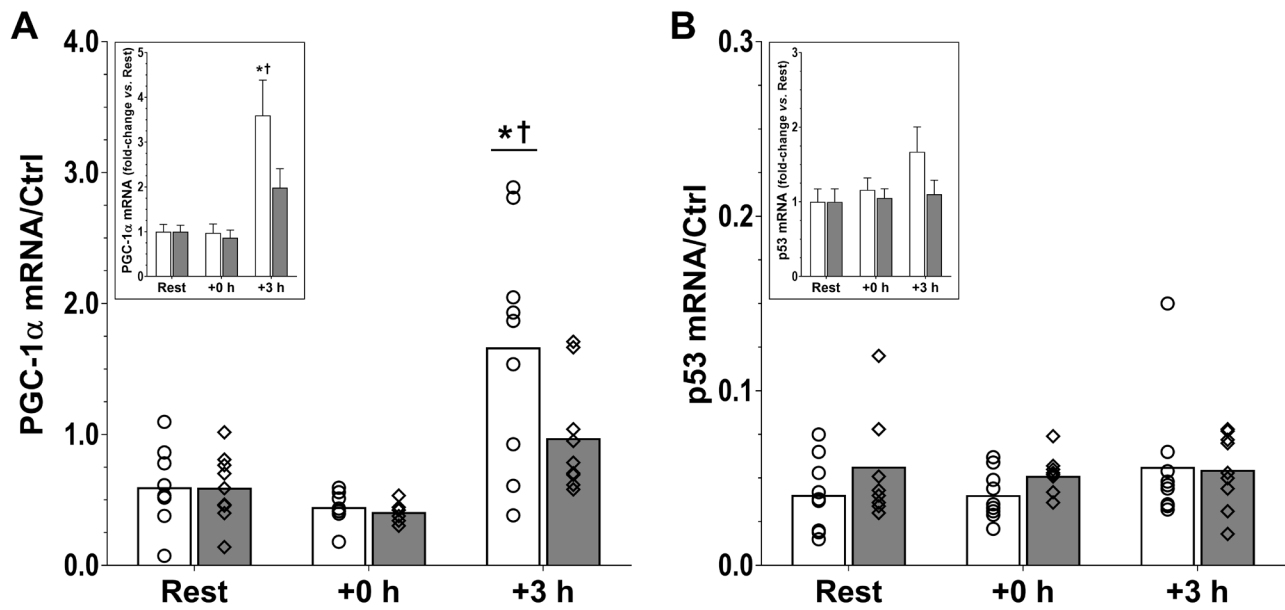 A
PGC-1α mRNA/Ctrl
4.0
3.0
2.0
1.0
0.0
*†
Rest
+0 h
+3 h
PGC-1α mRNA (fold-change vs. Rest)
5
4
3
2
1
0
*†
Rest
+0 h
+3 h
B
p53 mRNA/Ctrl
0.3
0.2
0.1
0.0
Rest
+0 h
+3 h
p53 mRNA (fold-change vs. Rest)
3
2
1
0
Rest
+0 h
+3 h